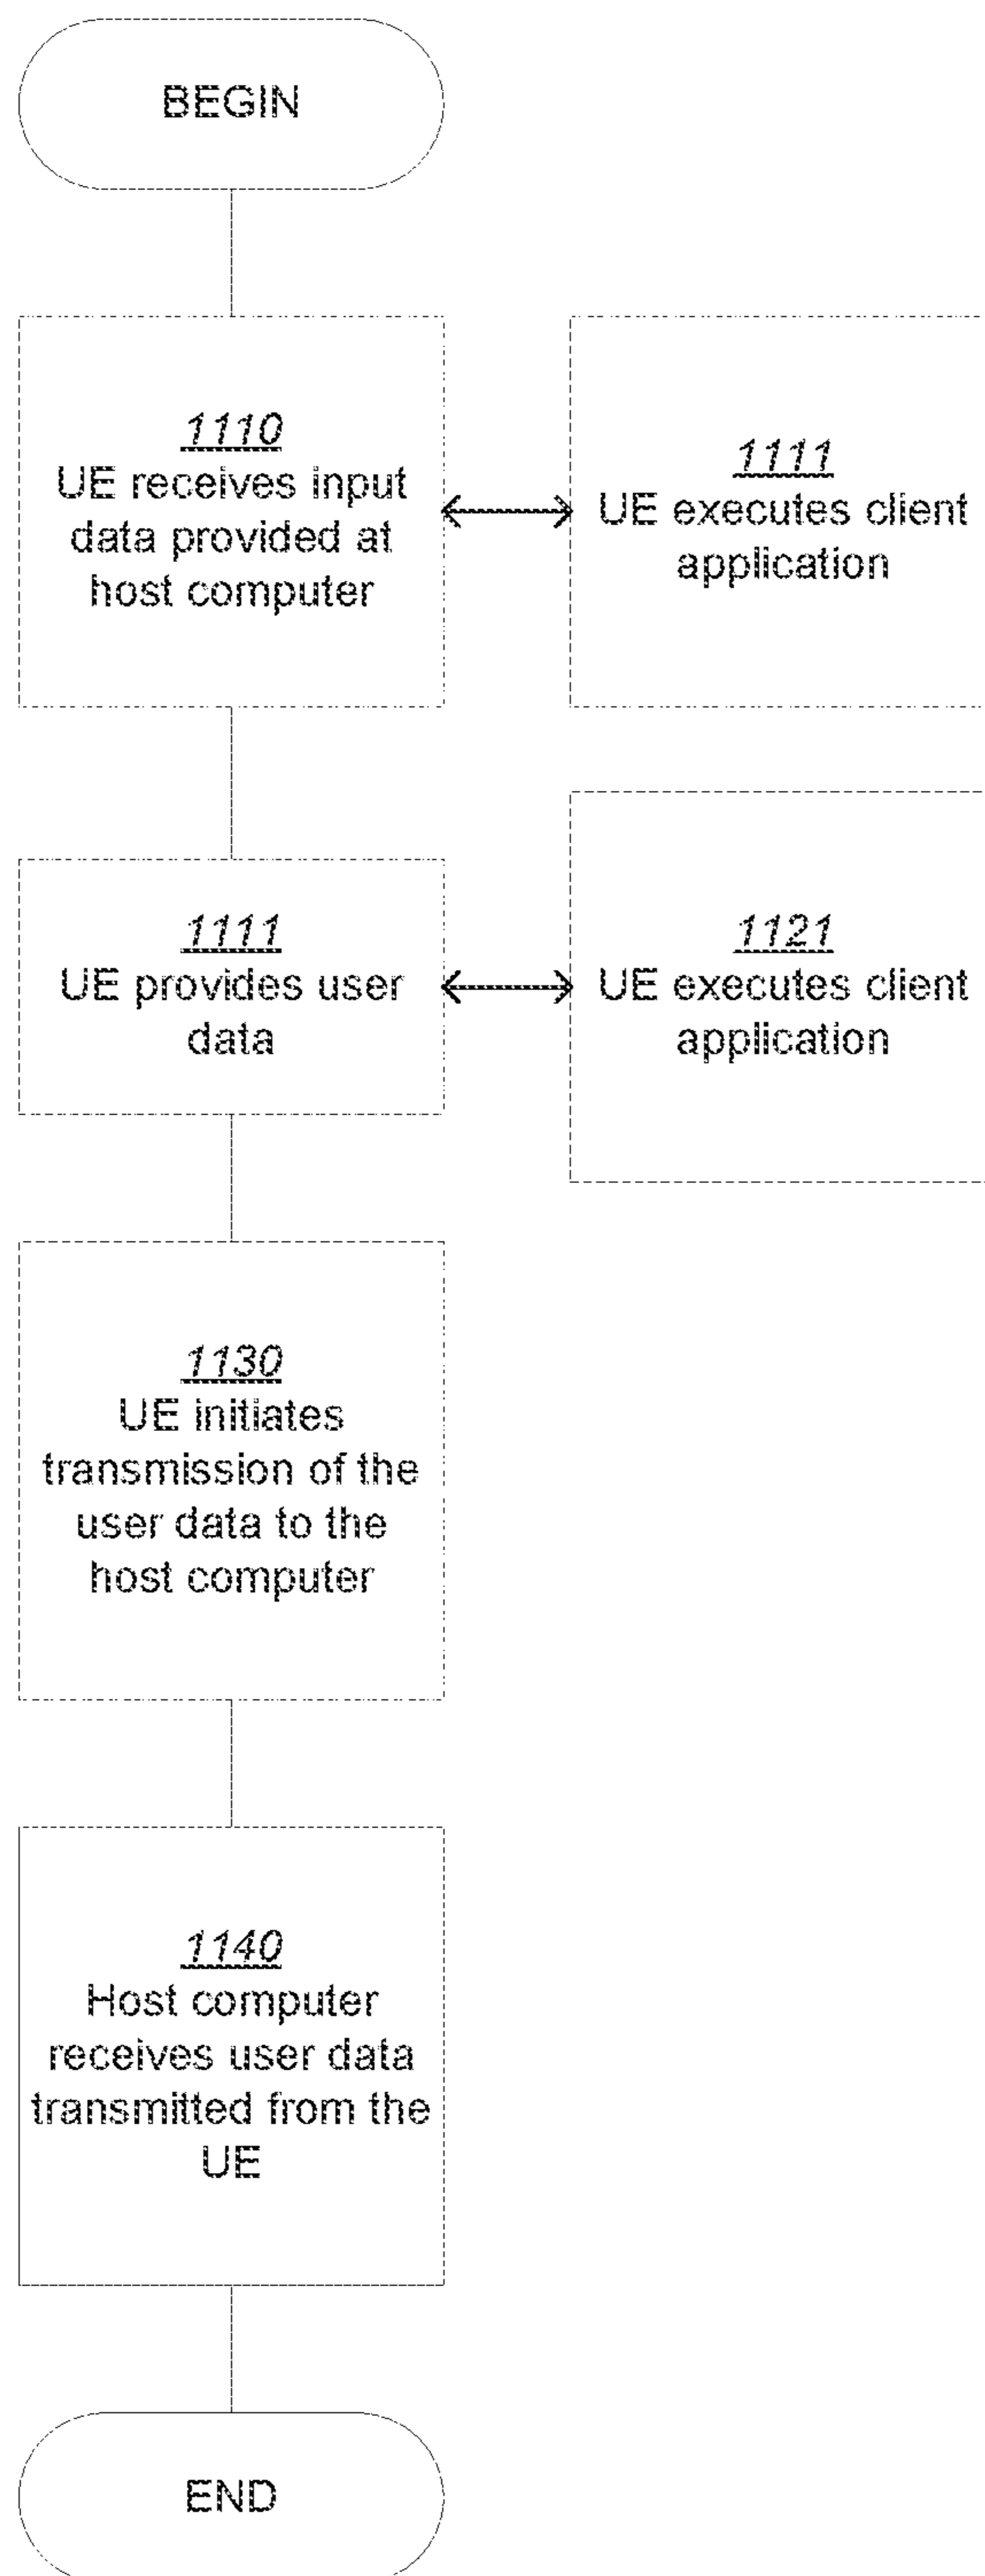 BEGIN
1110
UE receives input
data provided at
host computer
1111
UE executes client
application
1111
UE provides user
data
1121
UE executes client
application
1130
UE initiates
transmission of the
user data to the
host computer
1140
Host computer
receives user data
transmitted from the
UE
END